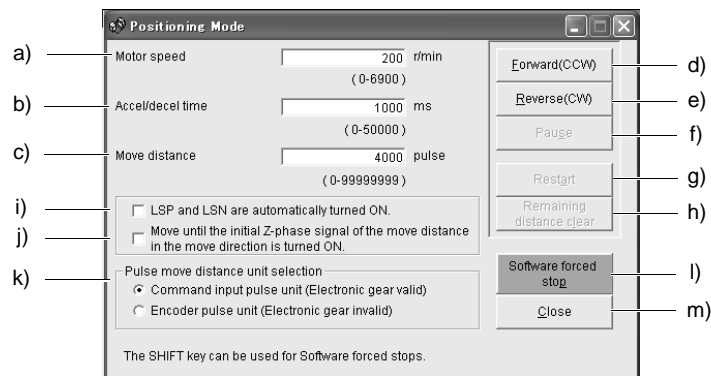 Positioning Mode
a)
Motor speed
200 r/min
(0-6900)
b)
Accel/decel time
1000 ms
(0-50000)
c)
Move distance
4000 pulse
(0-99999999)
Forward(CCW)
d)
Reverse(CW)
e)
Pause
f)
Restart
g)
Remaining
distance clear
h)
i)
LSP and LSN are automatically turned ON.
j)
Move until the initial Z-phase signal of the move distance
in the move direction is turned ON.
k)
Pulse move distance unit selection
Command input pulse unit (Electronic gear valid)
Encoder pulse unit (Electronic gear invalid)
Software forced
stop
l)
Close
m)
The SHIFT key can be used for Software forced stops.